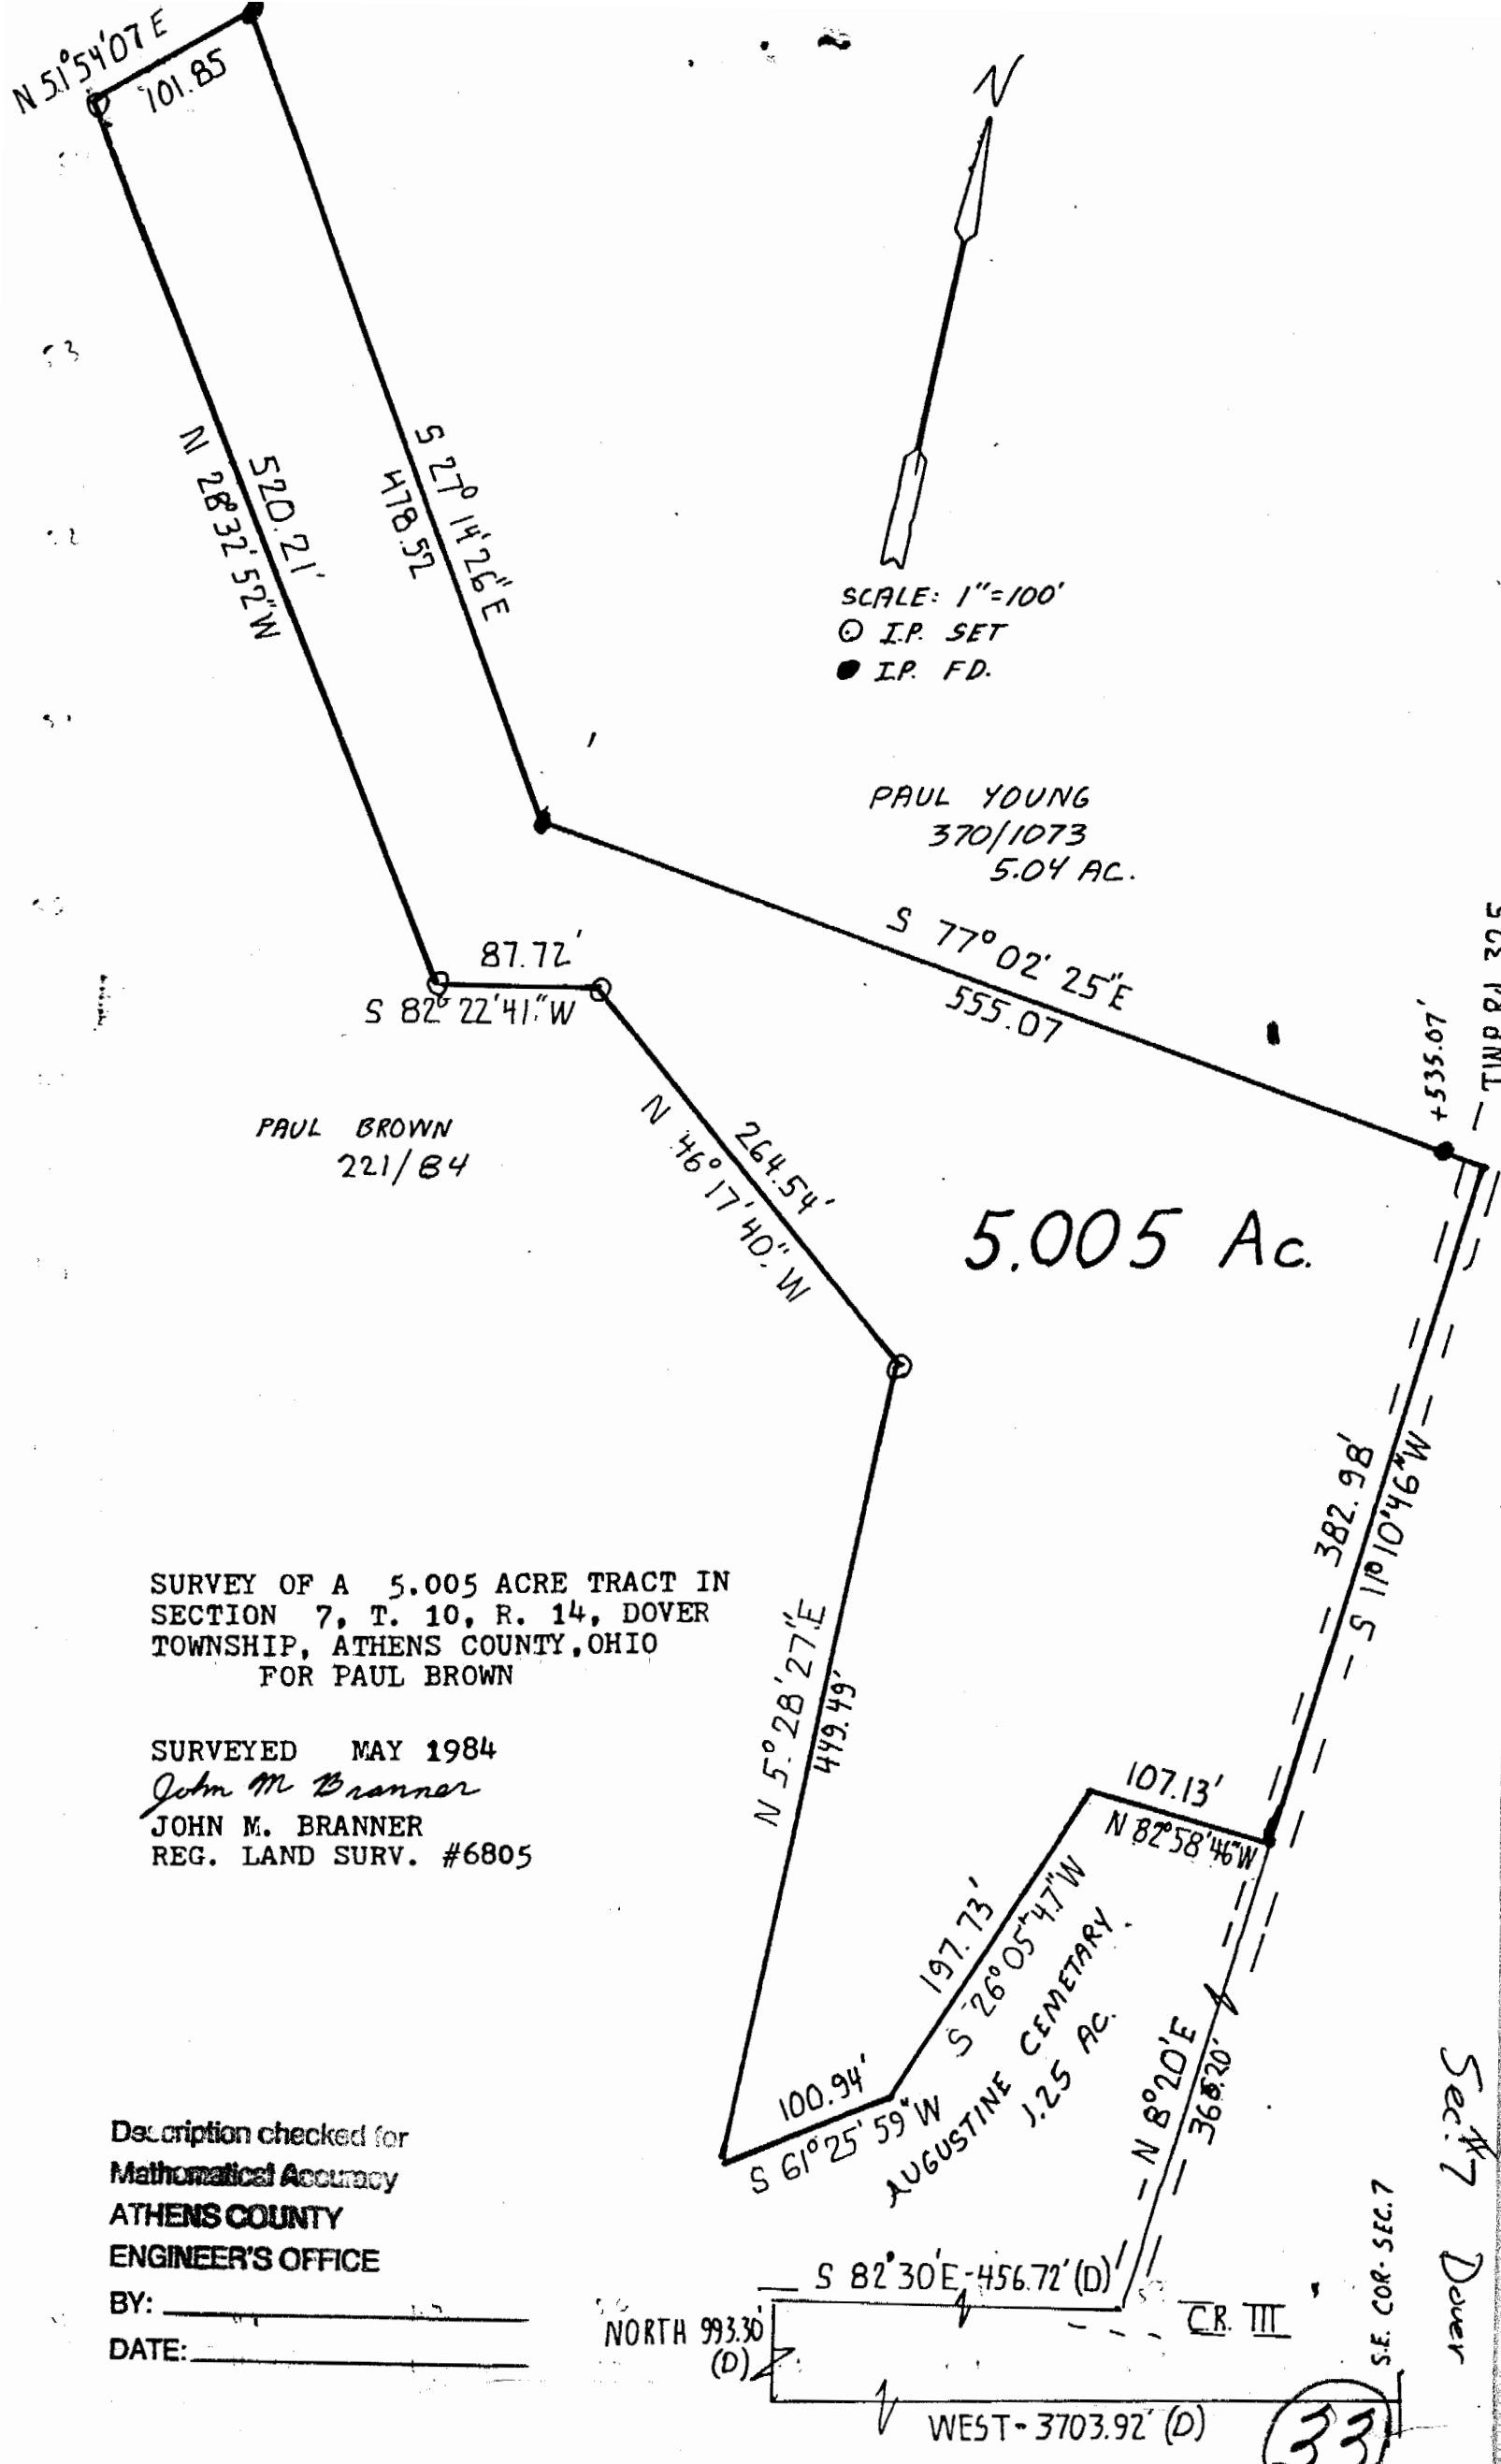 N 51°54'07 E
101.85
N
S 27° 14' 26" E
478.52
520.21'
N 28°32' 52" W
SCALE: 1"=100'
⊙ I.P. SET
● I.P. FD.
PAUL YOUNG
370/1073
5.04 AC.
S 77° 02' 25" E
555.07
+535.07'
87.72'
S 82° 22' 41" W
PAUL BROWN
221/84
264.54'
N 46° 17' 40" W
5.005 Ac.
382.98'
S 11° 10' 46" W
SURVEY OF A 5.005 ACRE TRACT IN
SECTION 7, T. 10, R. 14, DOVER
TOWNSHIP, ATHENS COUNTY, OHIO
FOR PAUL BROWN
SURVEYED MAY 1984
John M Branner
JOHN M. BRANNER
REG. LAND SURV. #6805
N 5° 28' 27" E
449.49'
107.13'
N 82°58'46" W
197.73'
S 26° 05' 47" W
AUGUSTINE CEMETARY
1.25 AC.
100.94'
S 61° 25' 59" W
N 8°20' E
Sec. #7 Dover
Description checked for
Mathematical Accuracy
ATHENS COUNTY
ENGINEER'S OFFICE
BY:
DATE:
S 82°30' E - 456.72' (D)
C.R. III
NORTH 993.30'
(D)
S.E. COR- SEC. 7
WEST - 3703.92' (D)
33